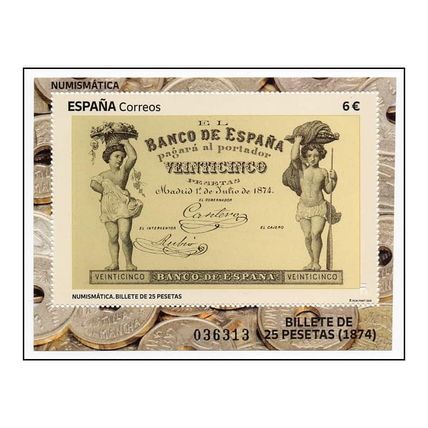 NUMISMÁTICA
ESPAÑA Correos
6 €
EL
BANCO DE ESPAÑA
pagará al portador
VEINTICINCO
PESETAS
Madrid 1º de Julio de 1874.
EL GOBERNADOR
EL INTERVENTOR
EL CAJERO
Rubio
VEINTICINCO
BANCO DE ESPAÑA
VEINTICINCO
NUMISMÁTICA. BILLETE DE 25 PESETAS
036313
BILLETE DE
25 PESETAS (1874)